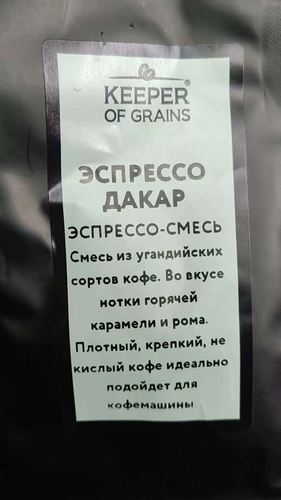 KEEPER®
OF GRAINS
ЭСПРЕССО
ДАКАР
ЭСПРЕССО-СМЕСЬ
Смесь из угандийских
сортов кофе. Во вкусе
нотки горячей
карамели и рома.
Плотный, крепкий, не
кислый кофе идеально
подойдет для
кофемашины